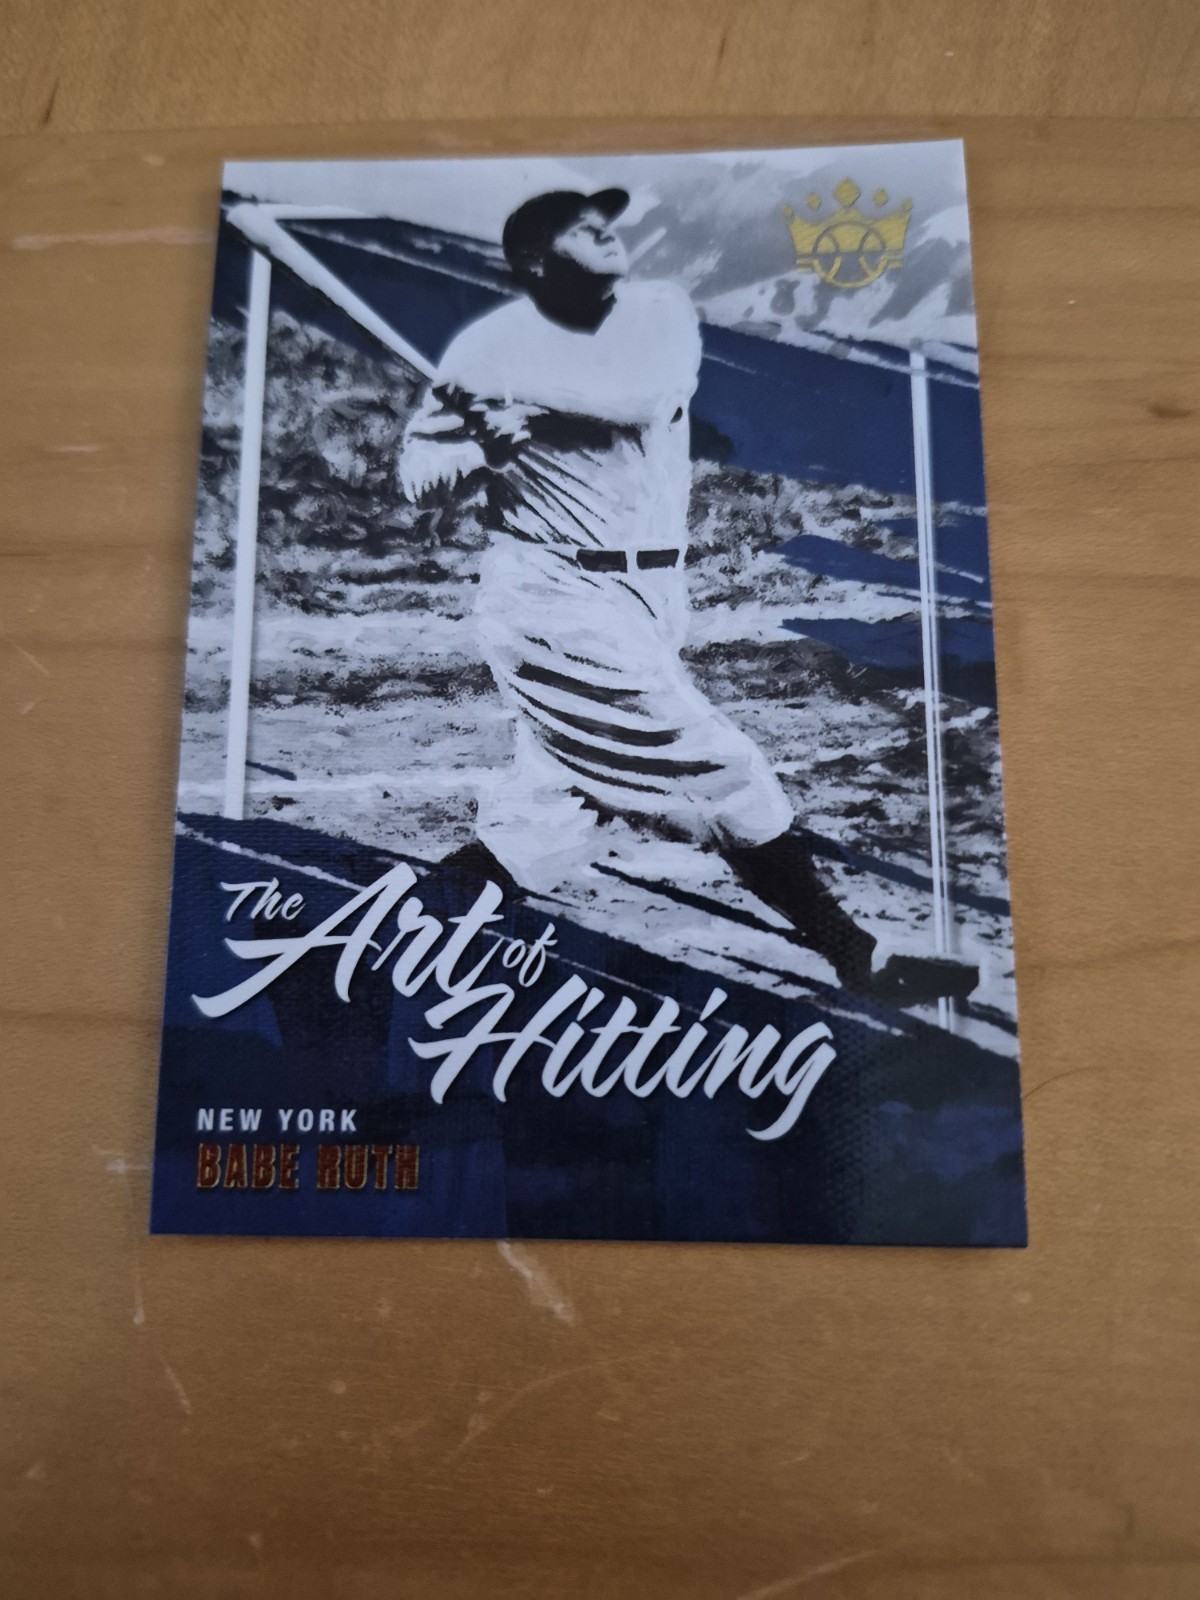 The Art of
Hitting
NEW YORK
BABE RUTH